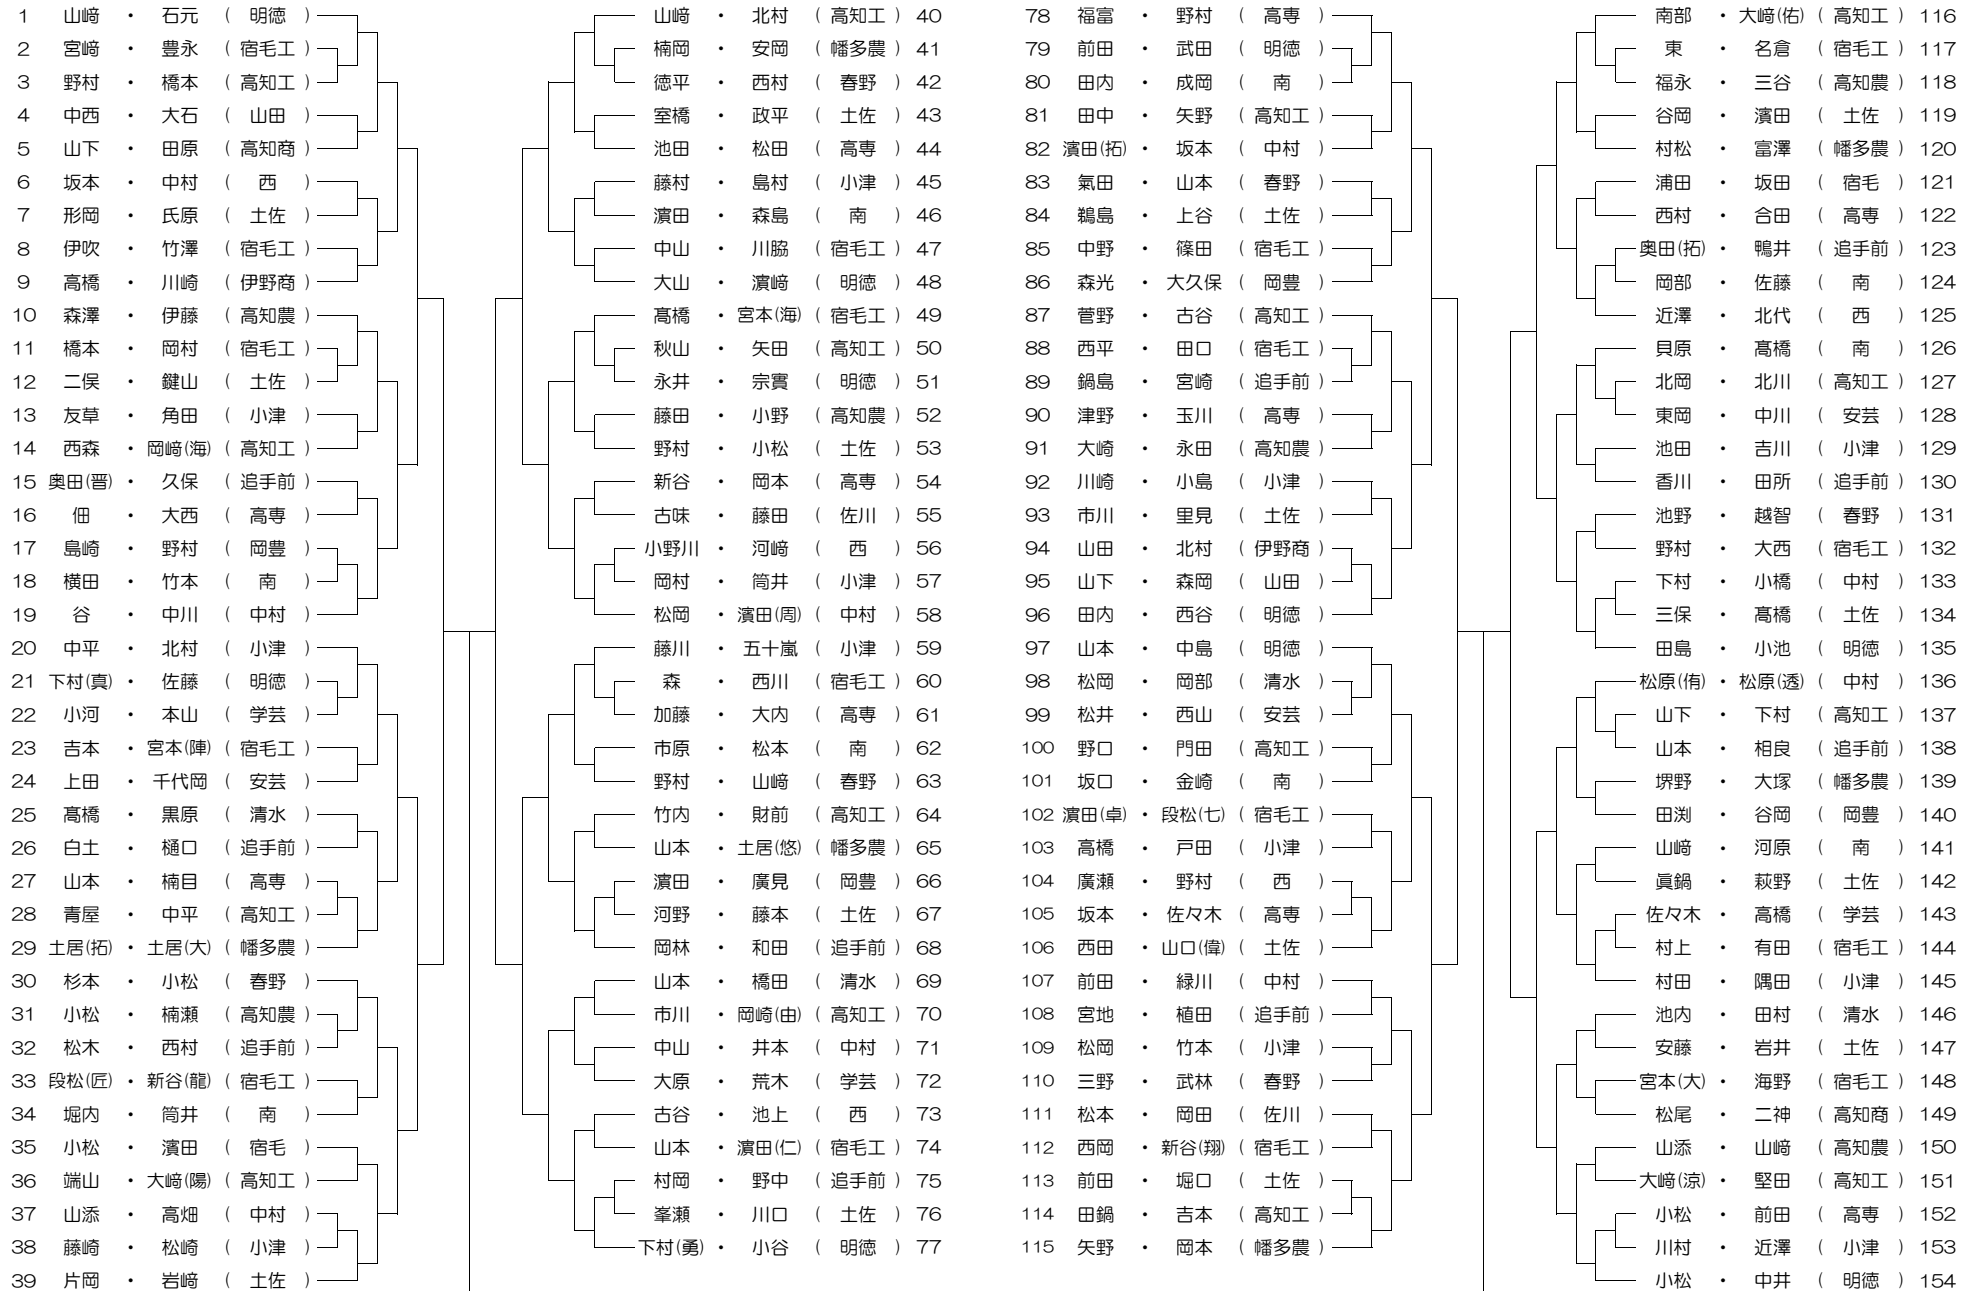 1 山﨑 ・ 石元 ( 明徳 )
2 宮﨑 ・ 豊永 ( 宿毛工 )
3 野村 ・ 橋本 ( 高知工 )
4 中西 ・ 大石 ( 山田 )
5 山下 ・ 田原 ( 高知商 )
6 坂本 ・ 中村 ( 西 )
7 形岡 ・ 氏原 ( 土佐 )
8 伊吹 ・ 竹澤 ( 宿毛工 )
9 高橋 ・ 川崎 ( 伊野商 )
10 森澤 ・ 伊藤 ( 高知農 )
11 橋本 ・ 岡村 ( 宿毛工 )
12 二俣 ・ 鍵山 ( 土佐 )
13 友草 ・ 角田 ( 小津 )
14 西森 ・ 岡﨑(海) ( 高知工 )
15 奥田(晋) ・ 久保 ( 追手前 )
16 佃 ・ 大西 ( 高専 )
17 島崎 ・ 野村 ( 岡豊 )
18 横田 ・ 竹本 ( 南 )
19 谷 ・ 中川 ( 中村 )
20 中平 ・ 北村 ( 小津 )
21 下村(真) ・ 佐藤 ( 明徳 )
22 小河 ・ 本山 ( 学芸 )
23 吉本 ・ 宮本(陣) ( 宿毛工 )
24 上田 ・ 千代岡 ( 安芸 )
25 髙橋 ・ 黒原 ( 清水 )
26 白土 ・ 樋口 ( 追手前 )
27 山本 ・ 楠目 ( 高専 )
28 青屋 ・ 中平 ( 高知工 )
29 土居(拓) ・ 土居(大) ( 幡多農 )
30 杉本 ・ 小松 ( 春野 )
31 小松 ・ 楠瀬 ( 高知農 )
32 松木 ・ 西村 ( 追手前 )
33 段松(匠) ・ 新谷(龍) ( 宿毛工 )
34 堀内 ・ 筒井 ( 南 )
35 小松 ・ 濱田 ( 宿毛 )
36 端山 ・ 大﨑(陽) ( 高知工 )
37 山添 ・ 高畑 ( 中村 )
38 藤崎 ・ 松崎 ( 小津 )
39 片岡 ・ 岩﨑 ( 土佐 )
山﨑 ・ 北村 ( 高知工 ) 40
楠岡 ・ 安岡 ( 幡多農 ) 41
徳平 ・ 西村 ( 春野 ) 42
室橋 ・ 政平 ( 土佐 ) 43
池田 ・ 松田 ( 高専 ) 44
藤村 ・ 島村 ( 小津 ) 45
濵田 ・ 森島 ( 南 ) 46
中山 ・ 川脇 ( 宿毛工 ) 47
大山 ・ 濵﨑 ( 明徳 ) 48
髙橋 ・ 宮本(海) ( 宿毛工 ) 49
秋山 ・ 矢田 ( 高知工 ) 50
永井 ・ 宗實 ( 明徳 ) 51
藤田 ・ 小野 ( 高知農 ) 52
野村 ・ 小松 ( 土佐 ) 53
新谷 ・ 岡本 ( 高専 ) 54
古味 ・ 藤田 ( 佐川 ) 55
小野川 ・ 河﨑 ( 西 ) 56
岡村 ・ 筒井 ( 小津 ) 57
松岡 ・ 濱田(周) ( 中村 ) 58
藤川 ・ 五十嵐 ( 小津 ) 59
森 ・ 西川 ( 宿毛工 ) 60
加藤 ・ 大内 ( 高専 ) 61
市原 ・ 松本 ( 南 ) 62
野村 ・ 山﨑 ( 春野 ) 63
竹内 ・ 財前 ( 高知工 ) 64
山本 ・ 土居(悠) ( 幡多農 ) 65
濱田 ・ 廣見 ( 岡豊 ) 66
河野 ・ 藤本 ( 土佐 ) 67
岡林 ・ 和田 ( 追手前 ) 68
山本 ・ 橋田 ( 清水 ) 69
市川 ・ 岡崎(由) ( 高知工 ) 70
中山 ・ 井本 ( 中村 ) 71
大原 ・ 荒木 ( 学芸 ) 72
古谷 ・ 池上 ( 西 ) 73
山本 ・ 濱田(仁) ( 宿毛工 ) 74
村岡 ・ 野中 ( 追手前 ) 75
峯瀬 ・ 川口 ( 土佐 ) 76
下村(勇) ・ 小谷 ( 明徳 ) 77
78 福富 ・ 野村 ( 高専 )
79 前田 ・ 武田 ( 明徳 )
80 田内 ・ 成岡 ( 南 )
81 田中 ・ 矢野 ( 高知工 )
82 濱田(拓) ・ 坂本 ( 中村 )
83 氣田 ・ 山本 ( 春野 )
84 鵜島 ・ 上谷 ( 土佐 )
85 中野 ・ 篠田 ( 宿毛工 )
86 森光 ・ 大久保 ( 岡豊 )
87 菅野 ・ 古谷 ( 高知工 )
88 西平 ・ 田口 ( 宿毛工 )
89 鍋島 ・ 宮崎 ( 追手前 )
90 津野 ・ 玉川 ( 高専 )
91 大崎 ・ 永田 ( 高知農 )
92 川崎 ・ 小島 ( 小津 )
93 市川 ・ 里見 ( 土佐 )
94 山田 ・ 北村 ( 伊野商 )
95 山下 ・ 森岡 ( 山田 )
96 田内 ・ 西谷 ( 明徳 )
97 山本 ・ 中島 ( 明徳 )
98 松岡 ・ 岡部 ( 清水 )
99 松井 ・ 西山 ( 安芸 )
100 野口 ・ 門田 ( 高知工 )
101 坂口 ・ 金崎 ( 南 )
102 濱田(卓) ・ 段松(七) ( 宿毛工 )
103 高橋 ・ 戸田 ( 小津 )
104 廣瀬 ・ 野村 ( 西 )
105 坂本 ・ 佐々木 ( 高専 )
106 西田 ・ 山口(偉) ( 土佐 )
107 前田 ・ 緑川 ( 中村 )
108 宮地 ・ 植田 ( 追手前 )
109 松岡 ・ 竹本 ( 小津 )
110 三野 ・ 武林 ( 春野 )
111 松本 ・ 岡田 ( 佐川 )
112 西岡 ・ 新谷(翔) ( 宿毛工 )
113 前田 ・ 堀口 ( 土佐 )
114 田鍋 ・ 吉本 ( 高知工 )
115 矢野 ・ 岡本 ( 幡多農 )
南部 ・ 大﨑(佑) ( 高知工 ) 116
東 ・ 名倉 ( 宿毛工 ) 117
福永 ・ 三谷 ( 高知農 ) 118
谷岡 ・ 濱田 ( 土佐 ) 119
村松 ・ 富澤 ( 幡多農 ) 120
浦田 ・ 坂田 ( 宿毛 ) 121
西村 ・ 合田 ( 高専 ) 122
奥田(拓) ・ 鴨井 ( 追手前 ) 123
岡部 ・ 佐藤 ( 南 ) 124
近澤 ・ 北代 ( 西 ) 125
貝原 ・ 髙橋 ( 南 ) 126
北岡 ・ 北川 ( 高知工 ) 127
東岡 ・ 中川 ( 安芸 ) 128
池田 ・ 吉川 ( 小津 ) 129
香川 ・ 田所 ( 追手前 ) 130
池野 ・ 越智 ( 春野 ) 131
野村 ・ 大西 ( 宿毛工 ) 132
下村 ・ 小橋 ( 中村 ) 133
三保 ・ 髙橋 ( 土佐 ) 134
田島 ・ 小池 ( 明徳 ) 135
松原(侑) ・ 松原(透) ( 中村 ) 136
山下 ・ 下村 ( 高知工 ) 137
山本 ・ 相良 ( 追手前 ) 138
堺野 ・ 大塚 ( 幡多農 ) 139
田渕 ・ 谷岡 ( 岡豊 ) 140
山﨑 ・ 河原 ( 南 ) 141
眞鍋 ・ 萩野 ( 土佐 ) 142
佐々木 ・ 高橋 ( 学芸 ) 143
村上 ・ 有田 ( 宿毛工 ) 144
村田 ・ 隅田 ( 小津 ) 145
池内 ・ 田村 ( 清水 ) 146
安藤 ・ 岩井 ( 土佐 ) 147
宮本(大) ・ 海野 ( 宿毛工 ) 148
松尾 ・ 二神 ( 高知商 ) 149
山添 ・ 山﨑 ( 高知農 ) 150
大﨑(涼) ・ 堅田 ( 高知工 ) 151
小松 ・ 前田 ( 高専 ) 152
川村 ・ 近澤 ( 小津 ) 153
小松 ・ 中井 ( 明徳 ) 154